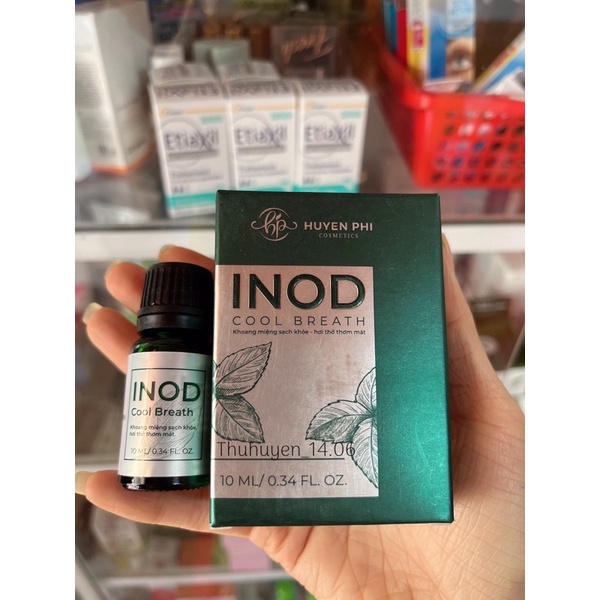 Etiaxil
Etiaxil
Etiaxil
hp
HUYEN PHI
COSMETICS
INOD
COOL BREATH
Khoang miệng sạch khỏe - hơi thở thơm mát
Thuhuyen_14.06
10 ML/ 0.34 FL. OZ.
INOD
Cool Breath
Khoang miệng sạch khỏe,
hơi thở thơm mát.
10 ML/ 0.34 FL. OZ.